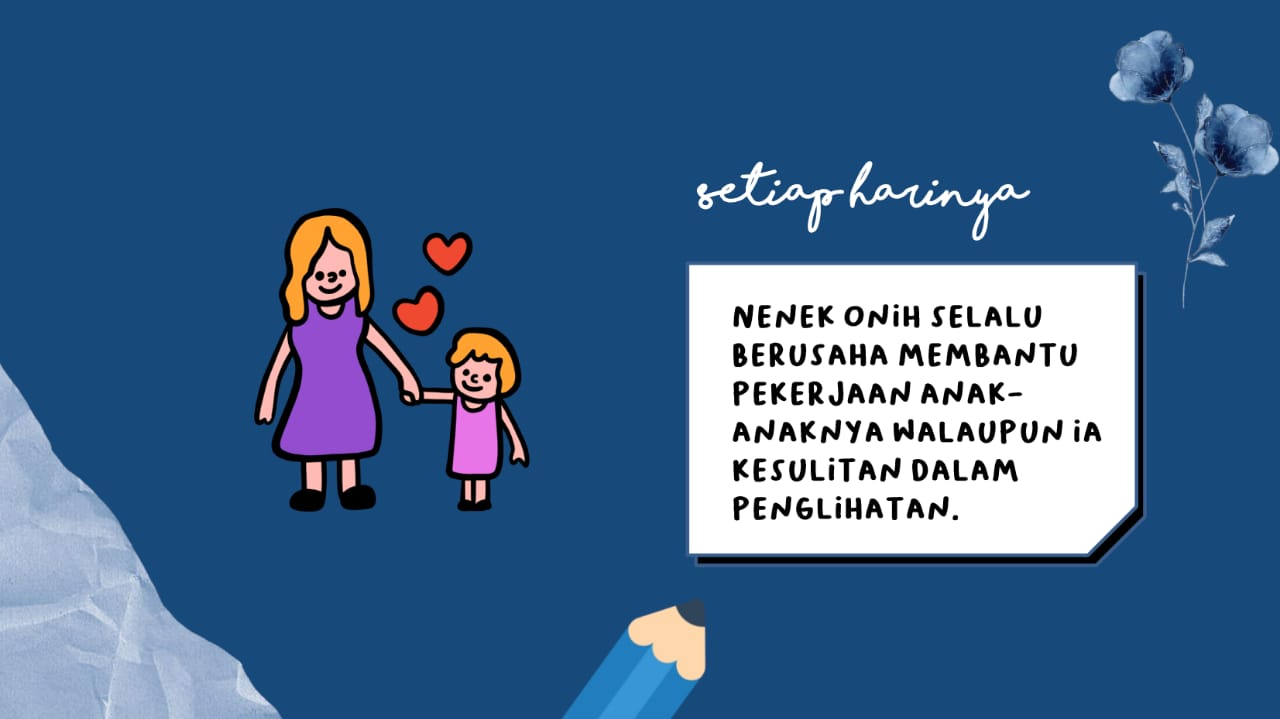 setiap harinya
NENEK ONiH SELALU
BERUSAHA MEMBANTU
PEKERJAAN ANAK-
ANAKNYA WALAUPUN iA
KESULiTAN DALAM
PENGLiHATAN.